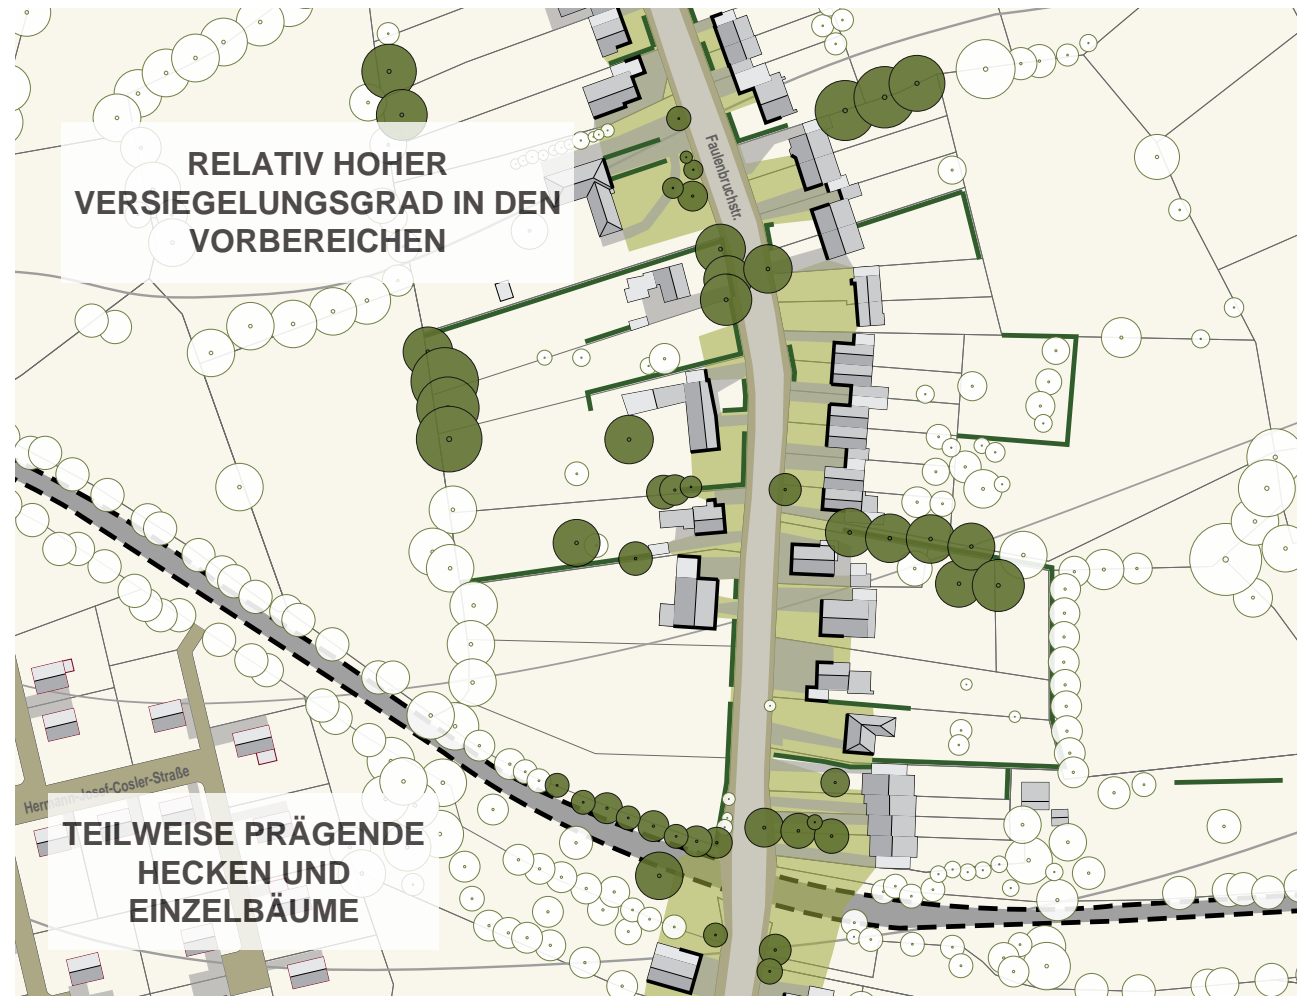 RELATIV HOHER
VERSIEGELUNGSGRAD IN DEN
VORBEREICHEN
Faulenbruchstr.
Hermann-Josef-Cosler-Straße
TEILWEISE PRÄGENDE
HECKEN UND
EINZELBÄUME